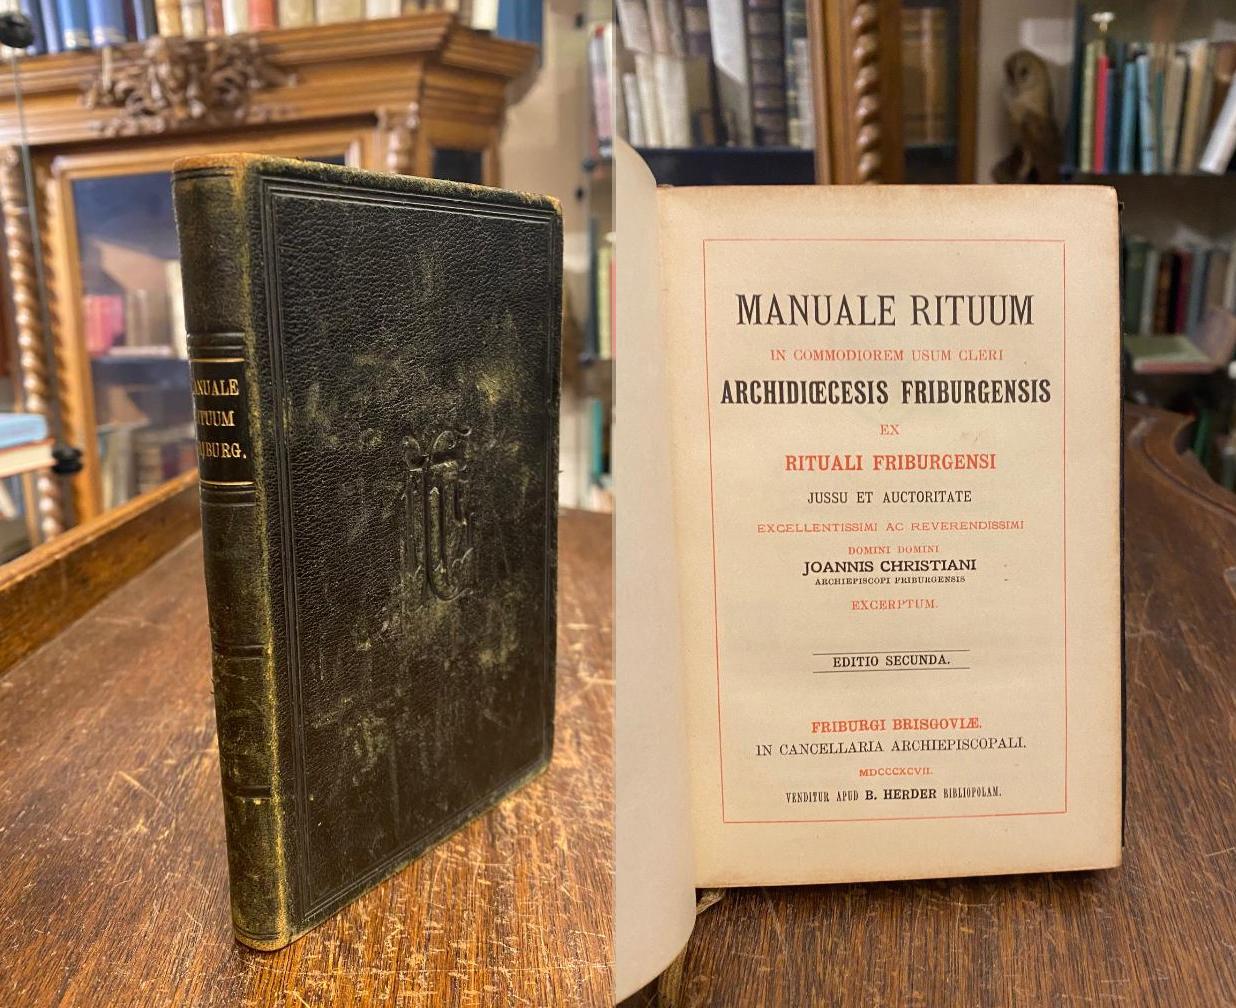 MANUALE
RITUUM
FRIBURG.
MANUALE RITUUM
IN COMMODIOREM USUM CLERI
ARCHIDIŒCESIS FRIBURGENSIS
EX
RITUALI FRIBURGENSI
JUSSU ET AUCTORITATE
EXCELLENTISSIMI AC REVERENDISSIMI
DOMINI DOMINI
JOANNIS CHRISTIANI
ARCHIEPISCOPI FRIBURGENSIS
EXCERPTUM.
EDITIO SECUNDA.
FRIBURGI BRISGOVIÆ.
IN CANCELLARIA ARCHIEPISCOPALI.
MDCCCXCVII.
VENDITUR APUD B. HERDER BIBLIOPOLAM.